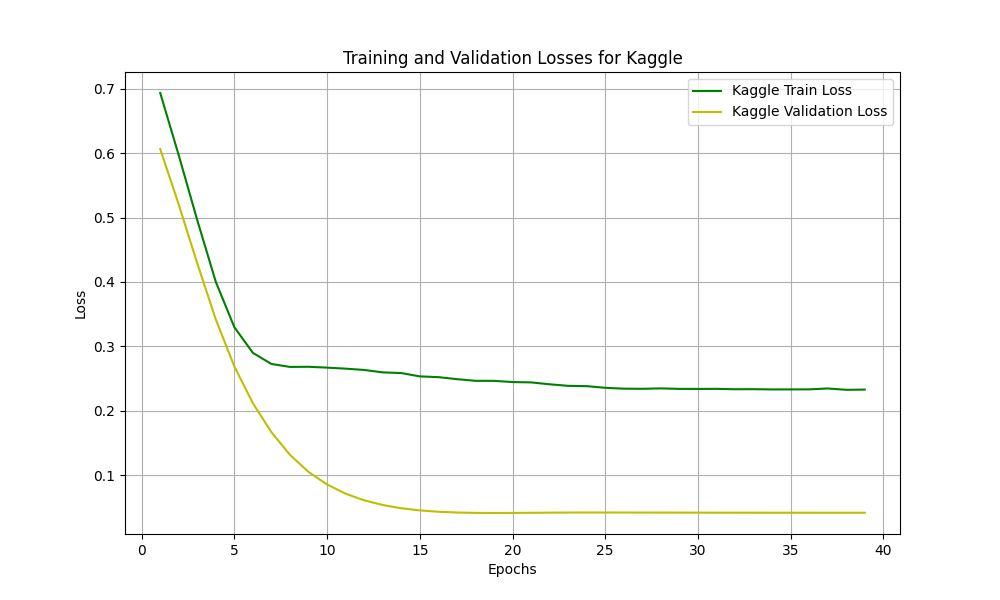 Training and Validation Losses for Kaggle
Kaggle Train Loss
Kaggle Validation Loss
Loss
0.7
0.6
0.5
0.4
0.3
0.2
0.1
0 5 10 15 20 25 30 35 40
Epochs